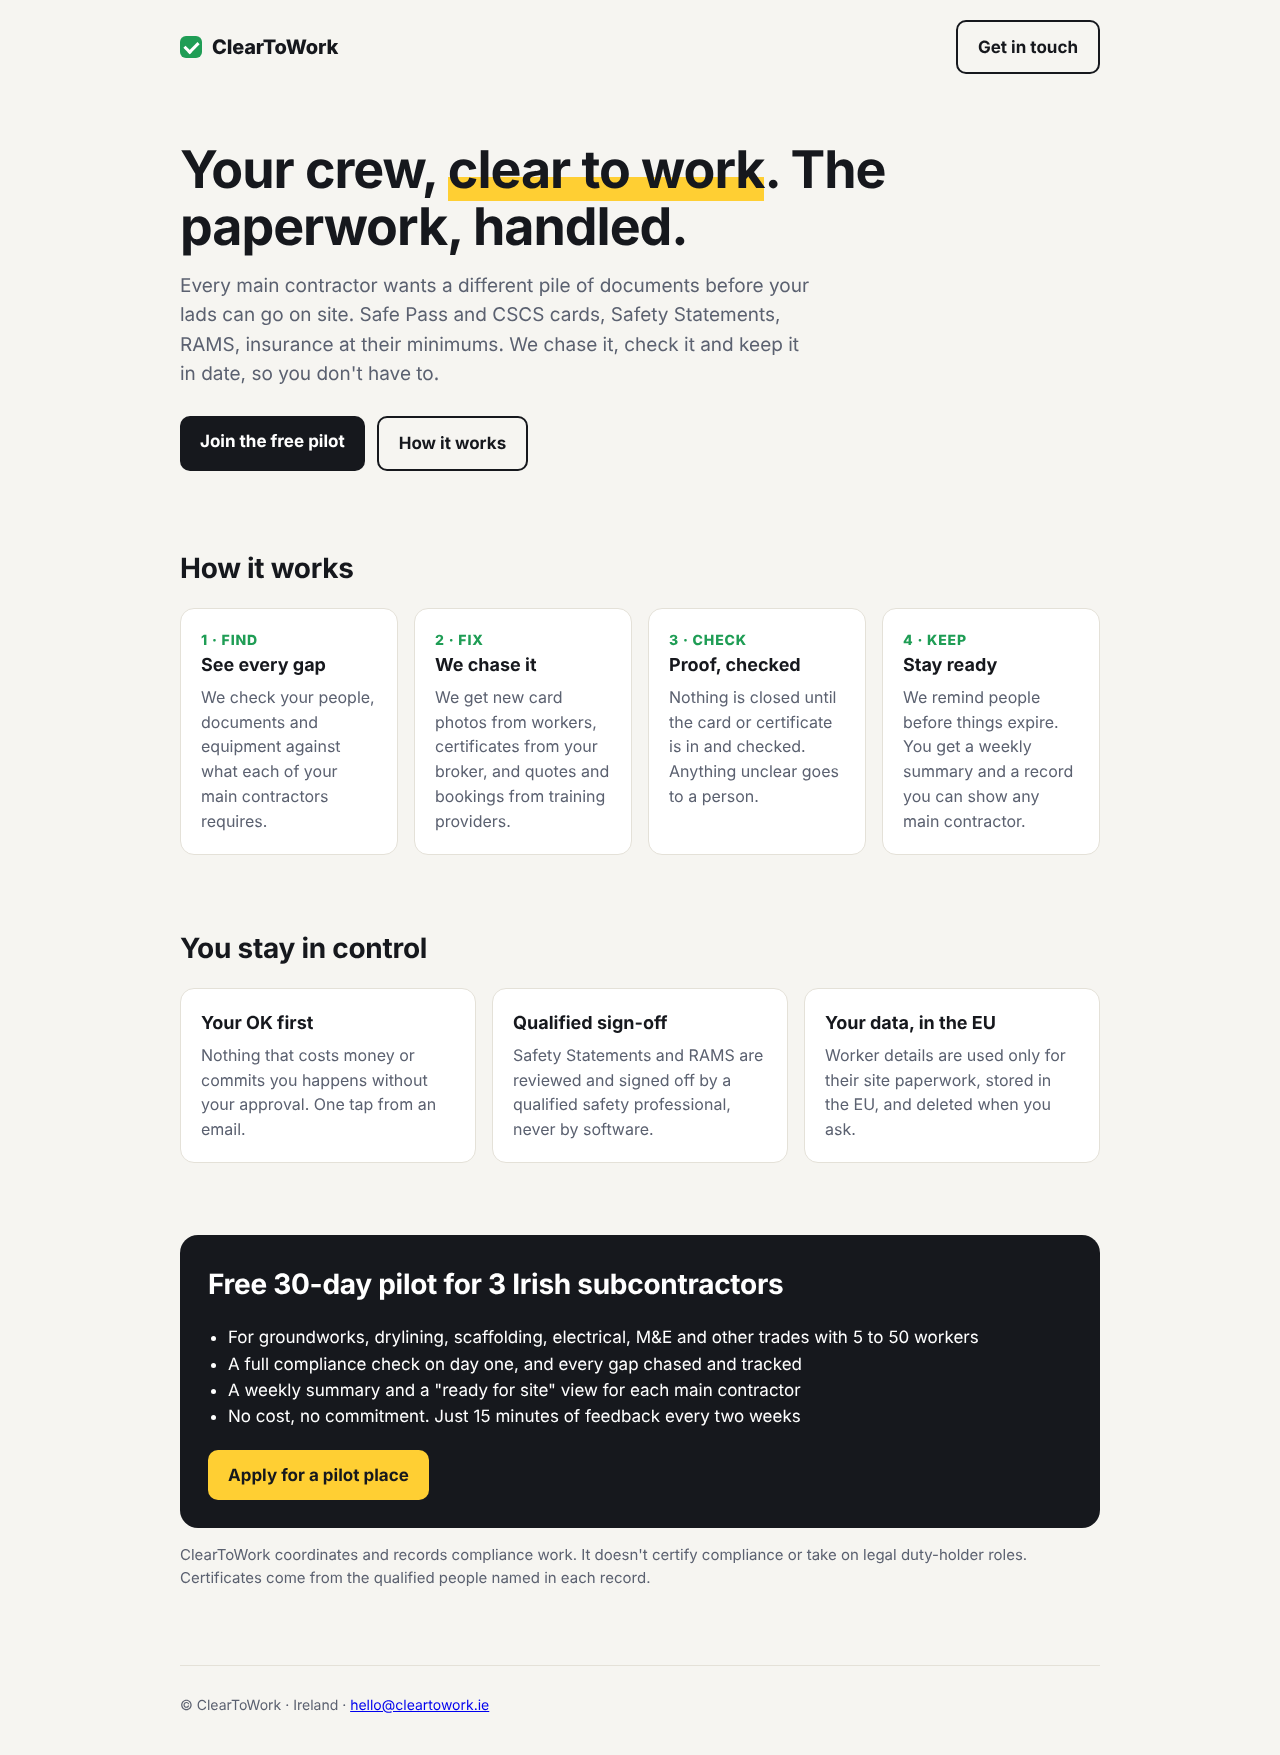 ClearToWork
Get in touch
Your crew, clear to work. The
paperwork, handled.
Every main contractor wants a different pile of documents before your
lads can go on site. Safe Pass and CSCS cards, Safety Statements,
RAMS, insurance at their minimums. We chase it, check it and keep it
in date, so you don't have to.
Join the free pilot
How it works
How it works
1 · FIND
See every gap
We check your people,
documents and
equipment against
what each of your
main contractors
requires.
2 · FIX
We chase it
We get new card
photos from workers,
certificates from your
broker, and quotes and
bookings from training
providers.
3 · CHECK
Proof, checked
Nothing is closed until
the card or certificate
is in and checked.
Anything unclear goes
to a person.
4 · KEEP
Stay ready
We remind people
before things expire.
You get a weekly
summary and a record
you can show any
main contractor.
You stay in control
Your OK first
Nothing that costs money or
commits you happens without
your approval. One tap from an
email.
Qualified sign-off
Safety Statements and RAMS are
reviewed and signed off by a
qualified safety professional,
never by software.
Your data, in the EU
Worker details are used only for
their site paperwork, stored in
the EU, and deleted when you
ask.
Free 30-day pilot for 3 Irish subcontractors
• For groundworks, drylining, scaffolding, electrical, M&E and other trades with 5 to 50 workers
• A full compliance check on day one, and every gap chased and tracked
• A weekly summary and a "ready for site" view for each main contractor
• No cost, no commitment. Just 15 minutes of feedback every two weeks
Apply for a pilot place
ClearToWork coordinates and records compliance work. It doesn't certify compliance or take on legal duty-holder roles.
Certificates come from the qualified people named in each record.
© ClearToWork · Ireland · hello@cleartowork.ie